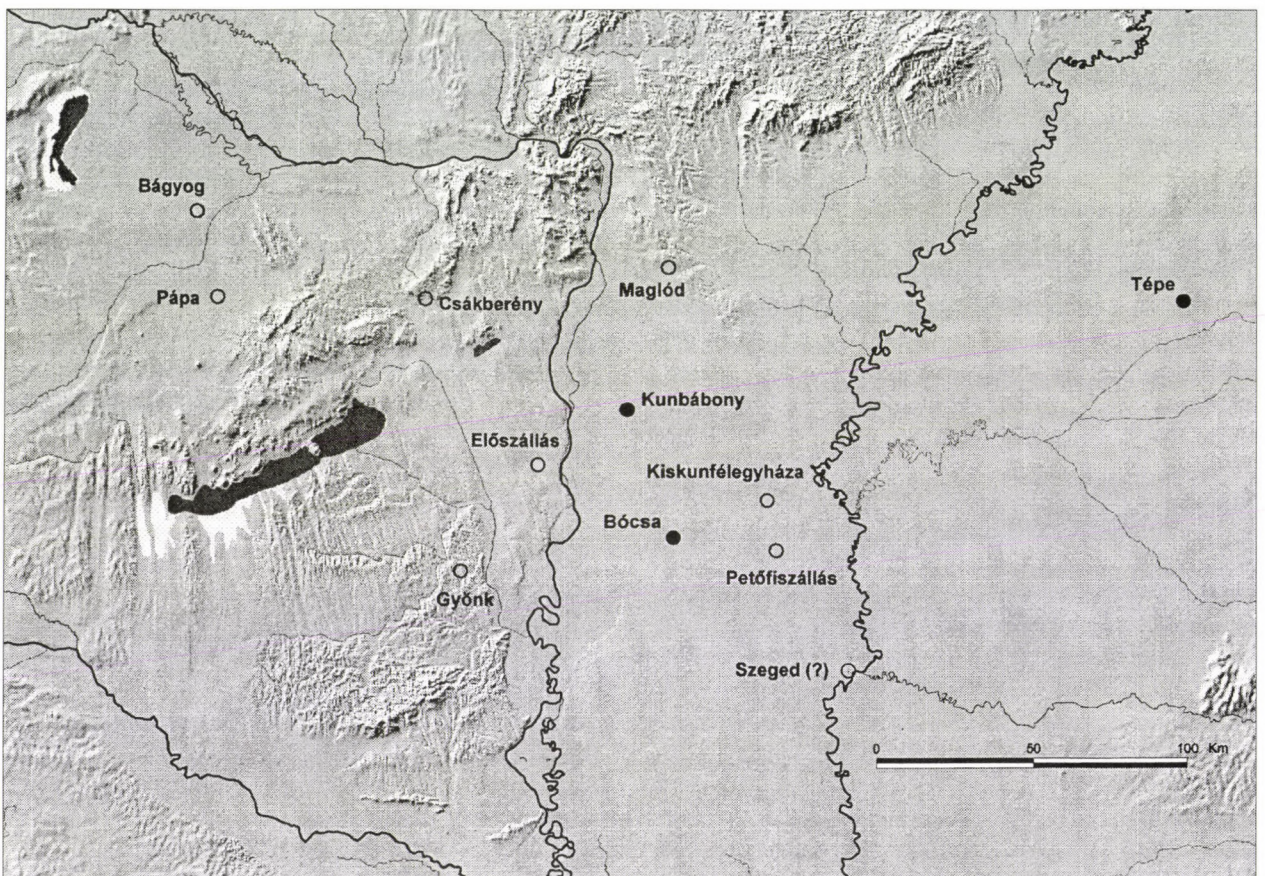 Bágyog
Pápa
Csákberény
Maglód
Tépe
Kunbábony
Előszállás
Kiskunfélegyháza
Bócsa
Petőfiszállás
Gyönk
Szeged (?)
0 50 100 Km